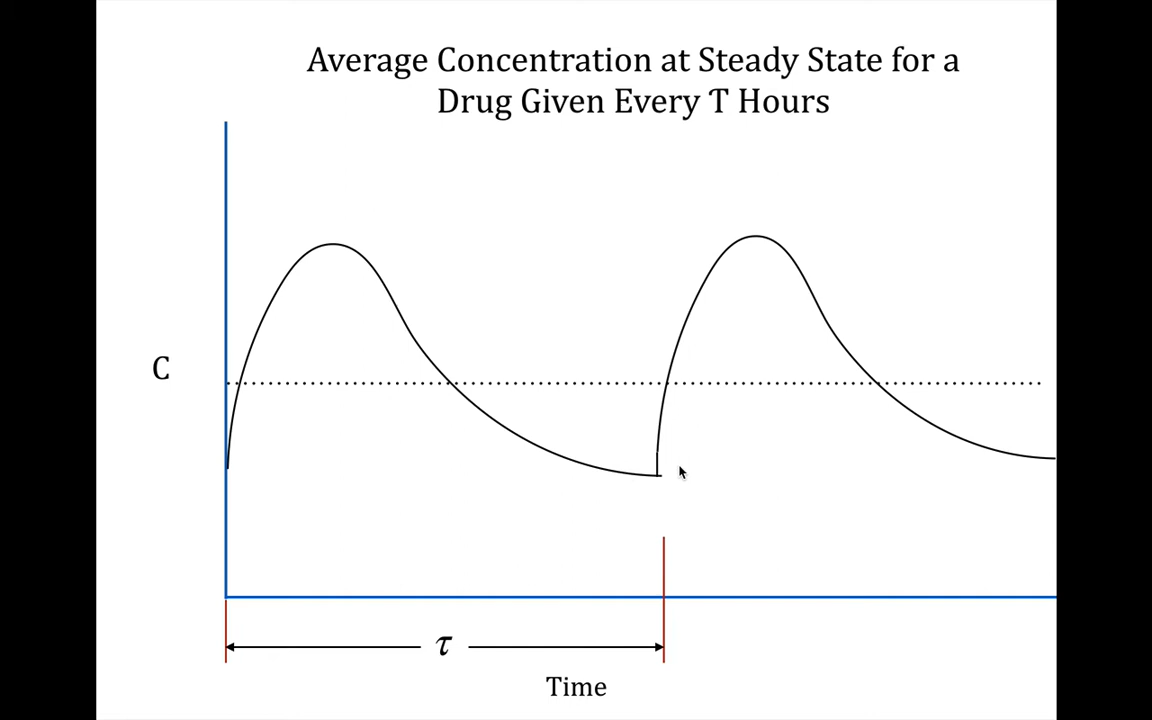 Average Concentration at Steady State for a
Drug Given Every Ƭ Hours
C
τ
Time